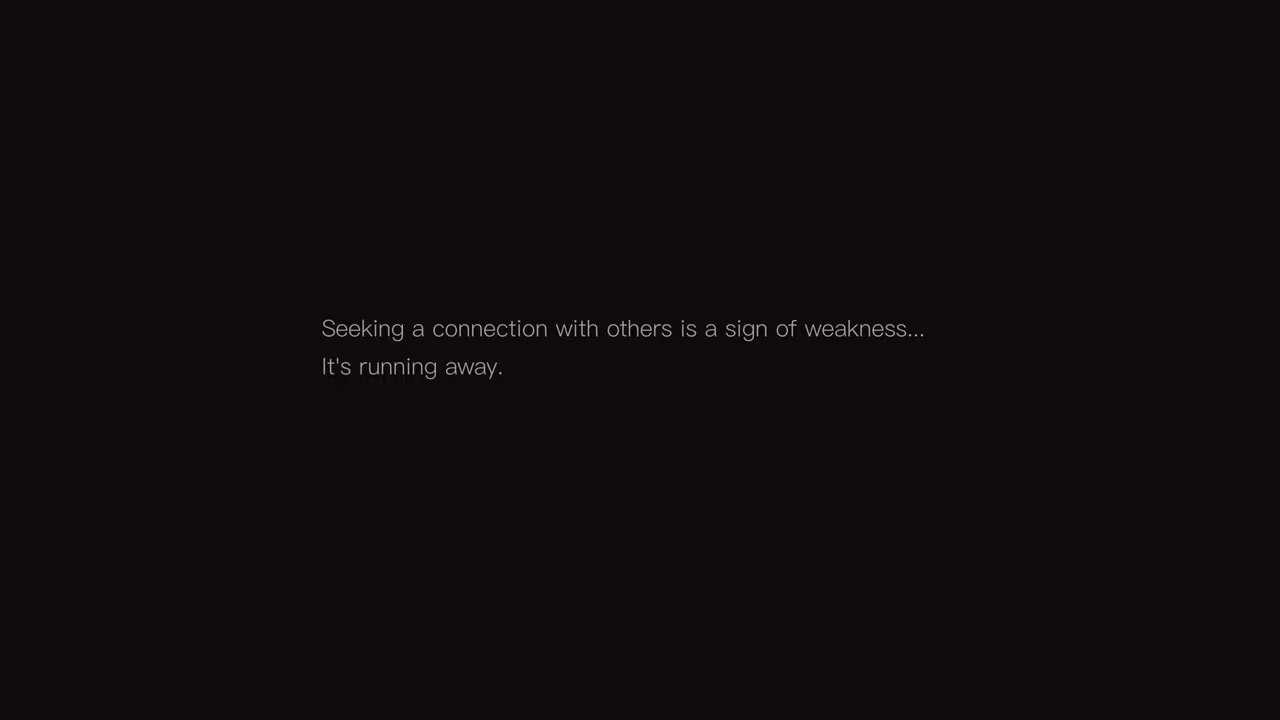 Seeking a connection with others is a sign of weakness...
It's running away.